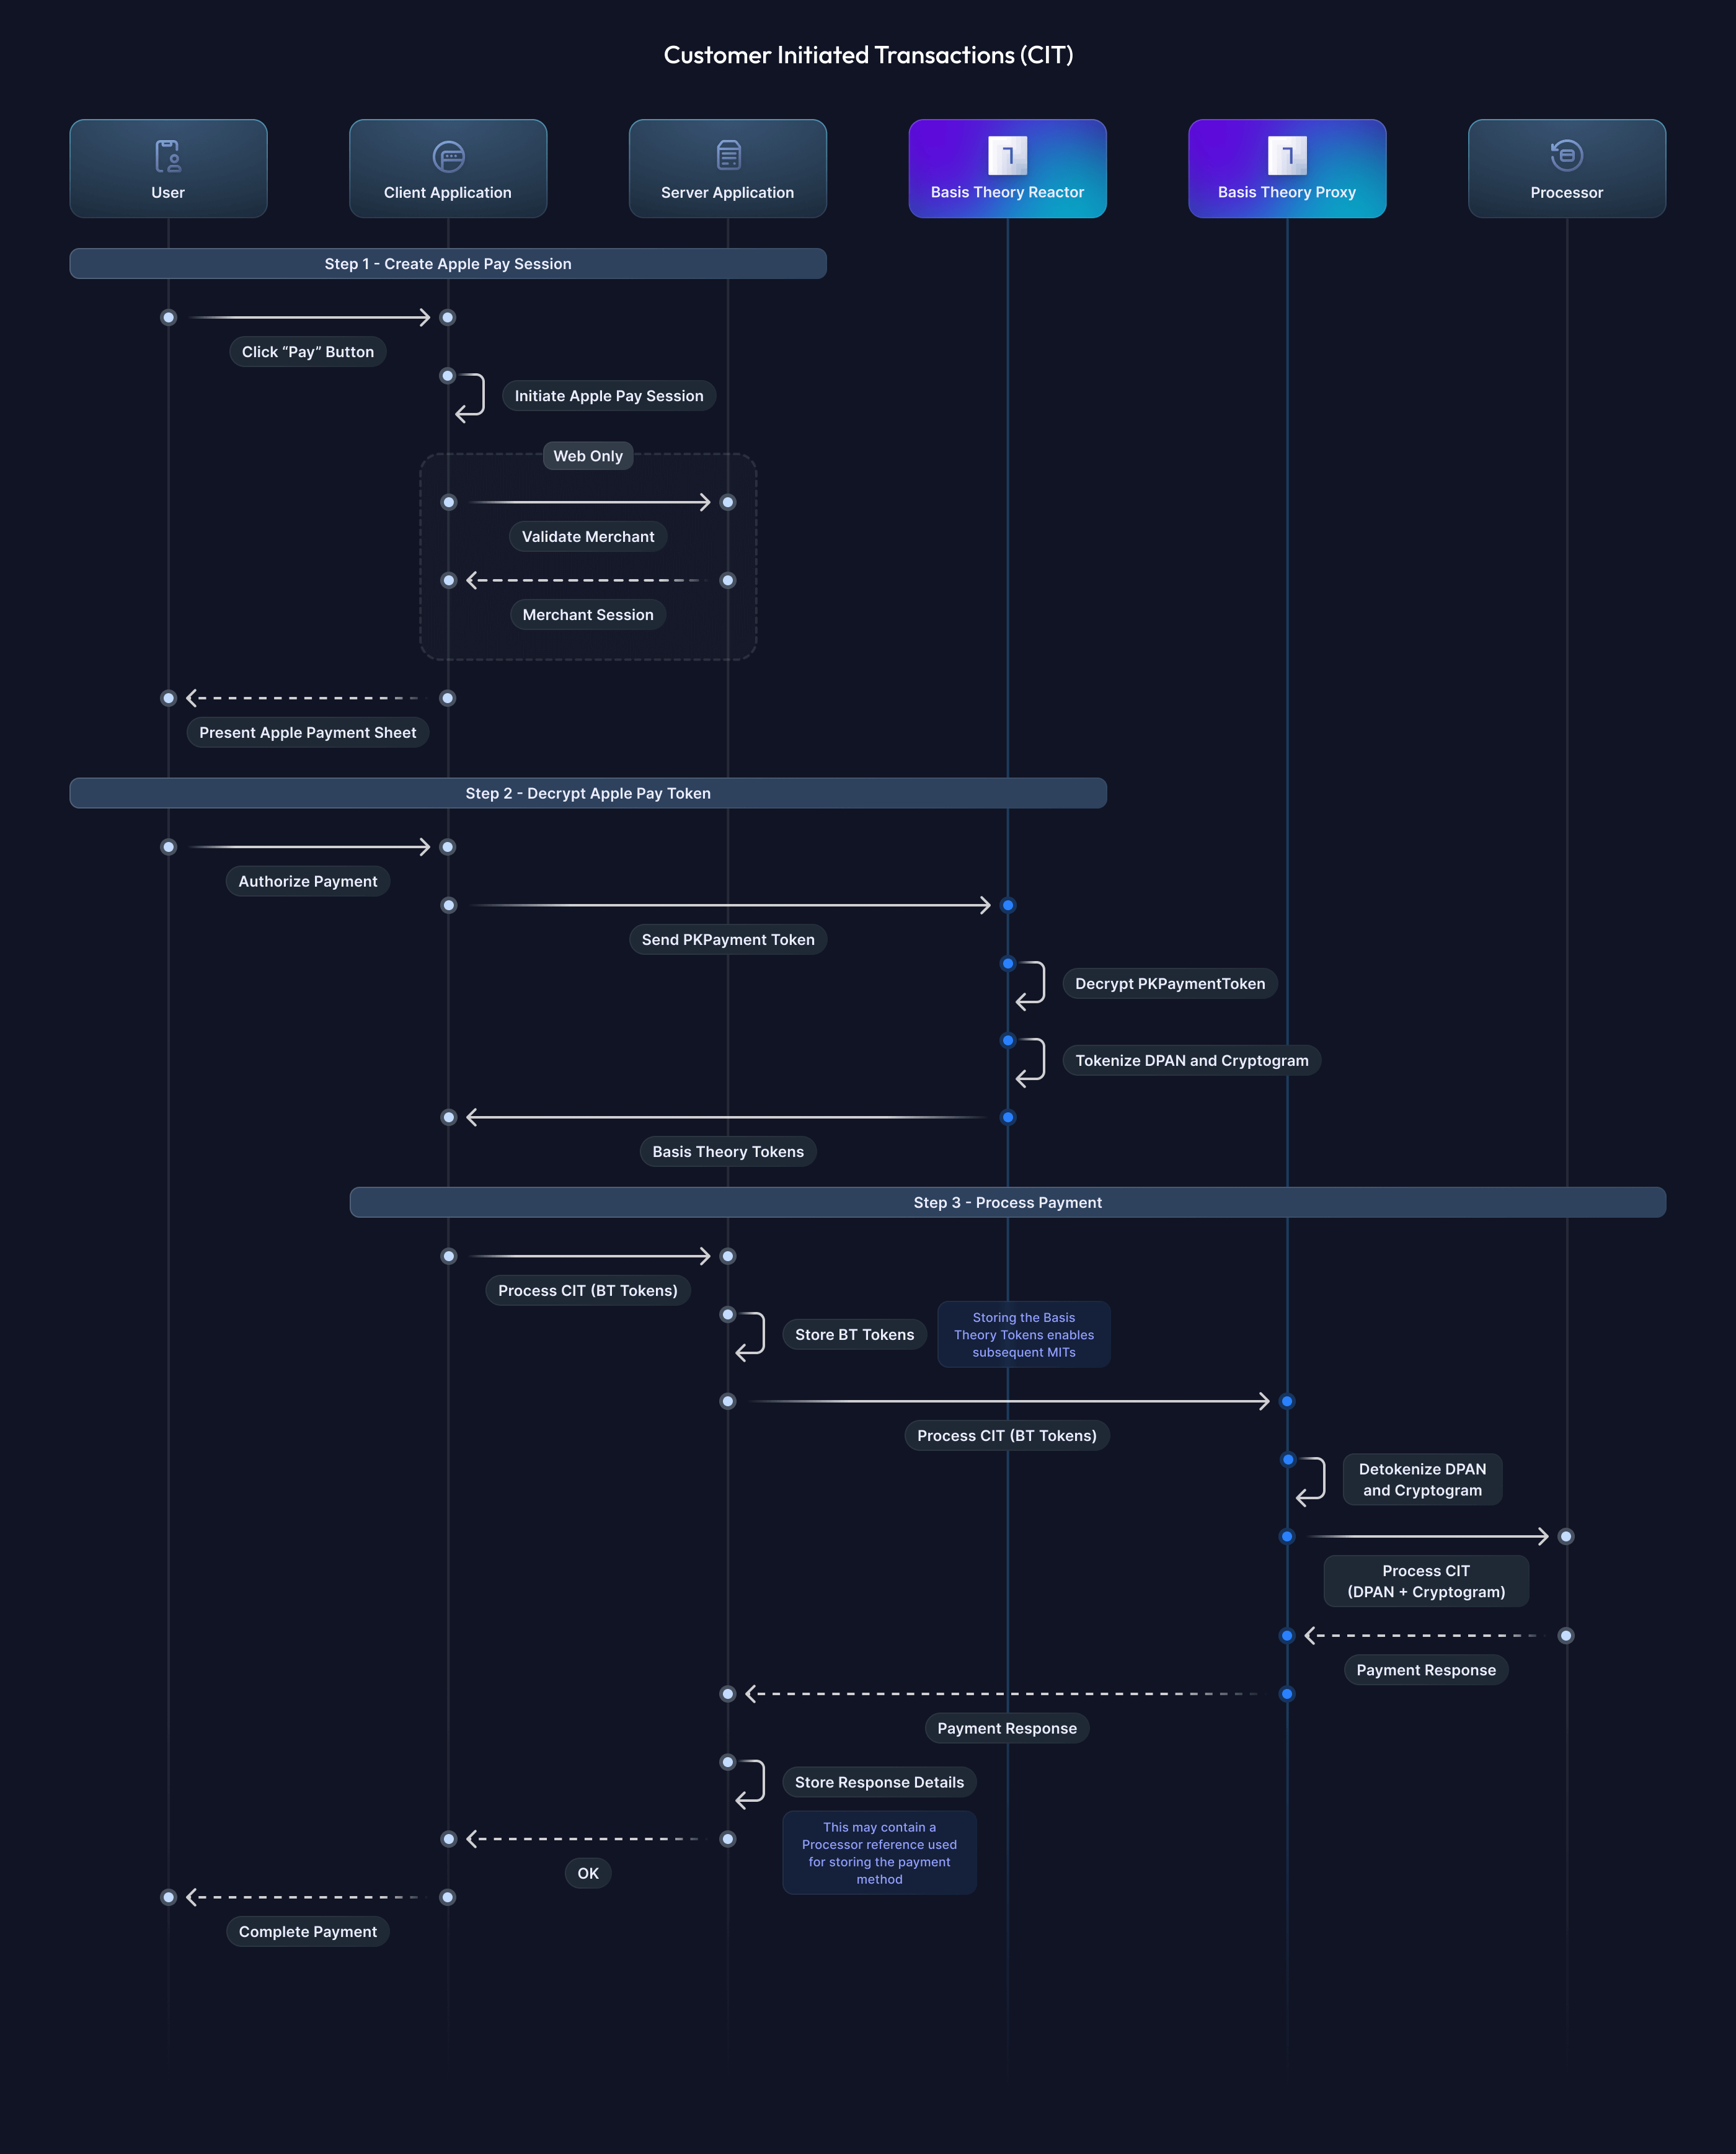 Customer Initiated Transactions (CIT)
User
Client Application
Server Application
Basis Theory Reactor
Basis Theory Proxy
Processor
Step 1 - Create Apple Pay Session
Click “Pay” Button
Initiate Apple Pay Session
Web Only
Validate Merchant
Merchant Session
Present Apple Payment Sheet
Step 2 - Decrypt Apple Pay Token
Authorize Payment
Send PKPayment Token
Decrypt PKPaymentToken
Tokenize DPAN and Cryptogram
Basis Theory Tokens
Step 3 - Process Payment
Process CIT (BT Tokens)
Store BT Tokens
Storing the Basis
Theory Tokens enables
subsequent MITs
Process CIT (BT Tokens)
Detokenize DPAN
and Cryptogram
Process CIT
(DPAN + Cryptogram)
Payment Response
Payment Response
Store Response Details
This may contain a
Processor reference used
for storing the payment
method
OK
Complete Payment